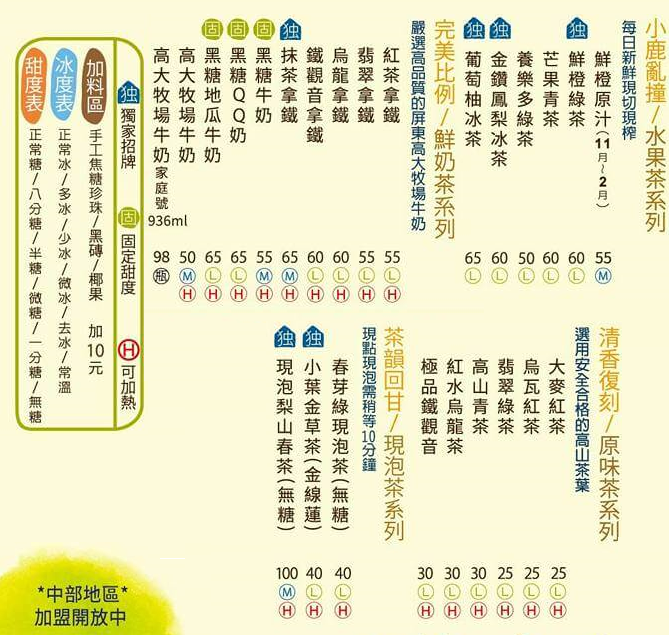 小鹿亂撞/水果茶系列
每日新鮮現切現榨
鮮橙原汁(11月~2月) 55 M
独 鮮橙綠茶 60 L
芒果青茶 60 L
養樂多綠茶 50 L
独 金鑽鳳梨冰茶 60 L
独 葡萄柚冰茶 65 L
完美比例/鮮奶茶系列
嚴選高品質的屏東高大牧場牛奶
紅茶拿鐵 55 L H
翡翠拿鐵 55 L H
烏龍拿鐵 60 L H
鐵觀音拿鐵 60 L H
独 抹茶拿鐵 65 M H
固 黑糖牛奶 55 M H
固 黑糖QQ奶 65 L H
固 黑糖地瓜牛奶 65 L H
高大牧場牛奶 50 M H
高大牧場牛奶家庭號 936ml 98 瓶
独 獨家招牌
固 固定甜度
H 可加熱
加料區
手工焦糖珍珠/黑磚/椰果 加10元
冰度表
正常冰/多冰/少冰/微冰/去冰/常溫
甜度表
正常糖/八分糖/半糖/微糖/一分糖/無糖
清香復刻/原味茶系列
選用安全合格的高山茶葉
大麥紅茶 25 L H
烏瓦紅茶 25 L H
翡翠綠茶 25 L H
高山青茶 30 L H
紅水烏龍茶 30 L H
極品鐵觀音 30 L H
茶韻回甘/現泡茶系列
現點現泡需稍等10分鐘
春芽綠現泡茶(無糖) 40 L H
独 小葉金草茶(金線蓮) 40 L H
独 現泡梨山春茶(無糖) 100 M H
*中部地區*
加盟開放中